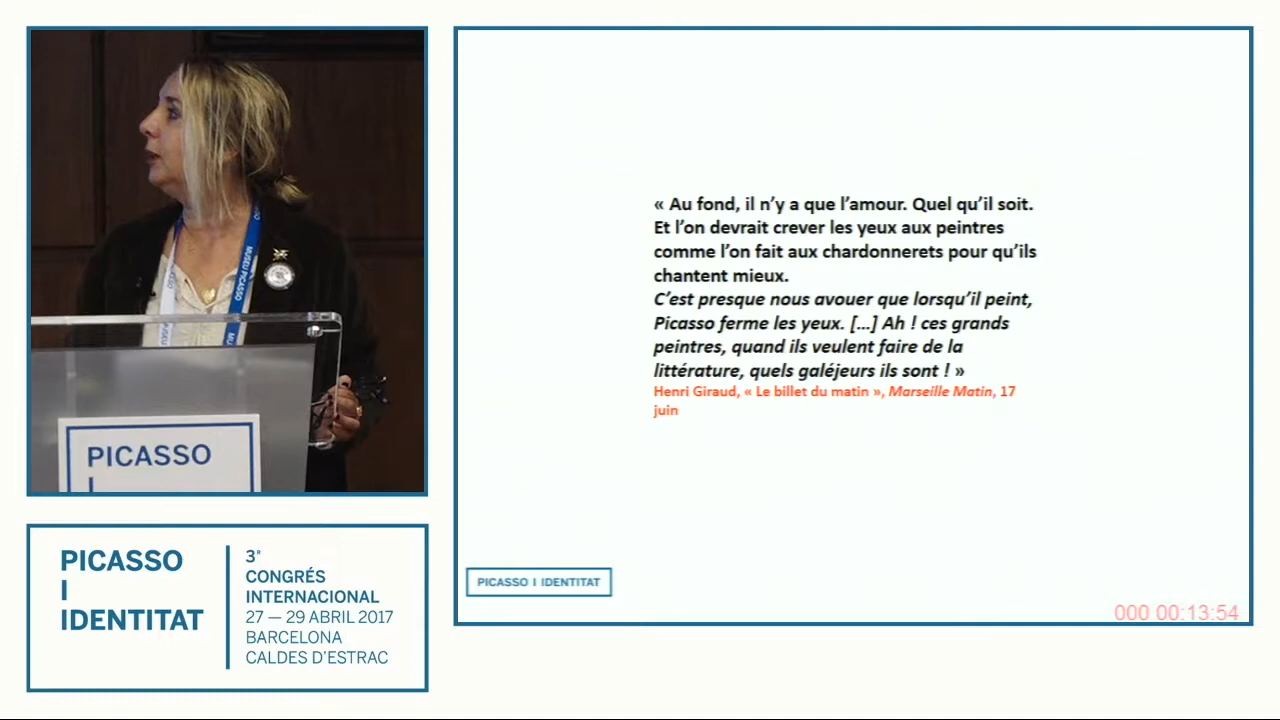 MUSEU PICASSO
PICASSO
I
PICASSO
I
IDENTITAT
3ᵉ
CONGRÉS
INTERNACIONAL
27 — 29 ABRIL 2017
BARCELONA
CALDES D’ESTRAC
« Au fond, il n’y a que l’amour. Quel qu’il soit.
Et l’on devrait crever les yeux aux peintres
comme l’on fait aux chardonnerets pour qu’ils
chantent mieux.
C’est presque nous avouer que lorsqu’il peint,
Picasso ferme les yeux. [...] Ah ! ces grands
peintres, quand ils veulent faire de la
littérature, quels galéjeurs ils sont ! »
Henri Giraud, « Le billet du matin », Marseille Matin, 17
juin
PICASSO I IDENTITAT
000 00:13:54